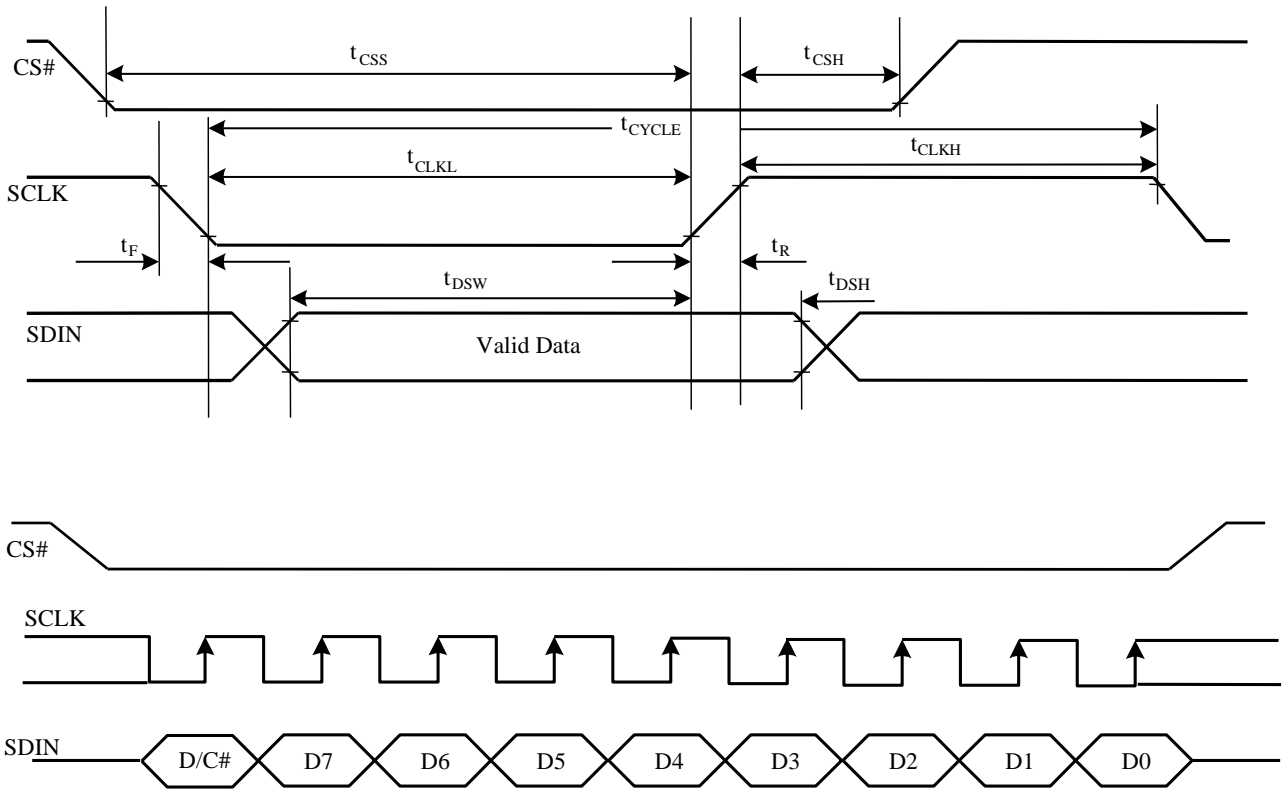 t_CSS
t_CSH
CS#
t_CYCLE
t_CLKL
t_CLKH
SCLK
t_F
t_R
t_DSW
t_DSH
SDIN
Valid Data
CS#
SCLK
SDIN
D/C# D7 D6 D5 D4 D3 D2 D1 D0